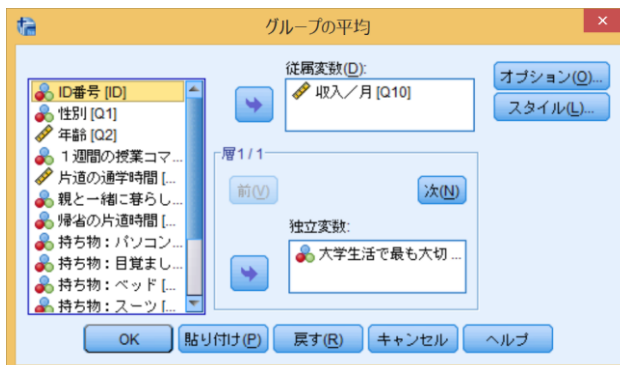 グループの平均
×
従属変数(D):
収入／月 [Q10]
オプション(O)...
スタイル(L)...
ID番号 [ID]
性別 [Q1]
年齢 [Q2]
１週間の授業コマ...
片道の通学時間 [...
親と一緒に暮らし...
帰省の片道時間 [...
持ち物：パソコン...
持ち物：目覚まし...
持ち物：ベッド [...
持ち物：スーツ [...
層1 / 1
前(V)
次(N)
独立変数:
大学生活で最も大切 ...
OK
貼り付け(P)
戻す(R)
キャンセル
ヘルプ